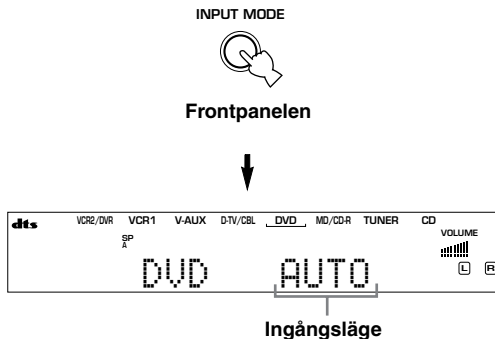 INPUT MODE
Frontpanelen
dts VCR2/DVR VCR1 V-AUX D-TV/CBL DVD MD/CD-R TUNER CD
VOLUME
SP
A
L R
DVD AUTO
Ingångsläge